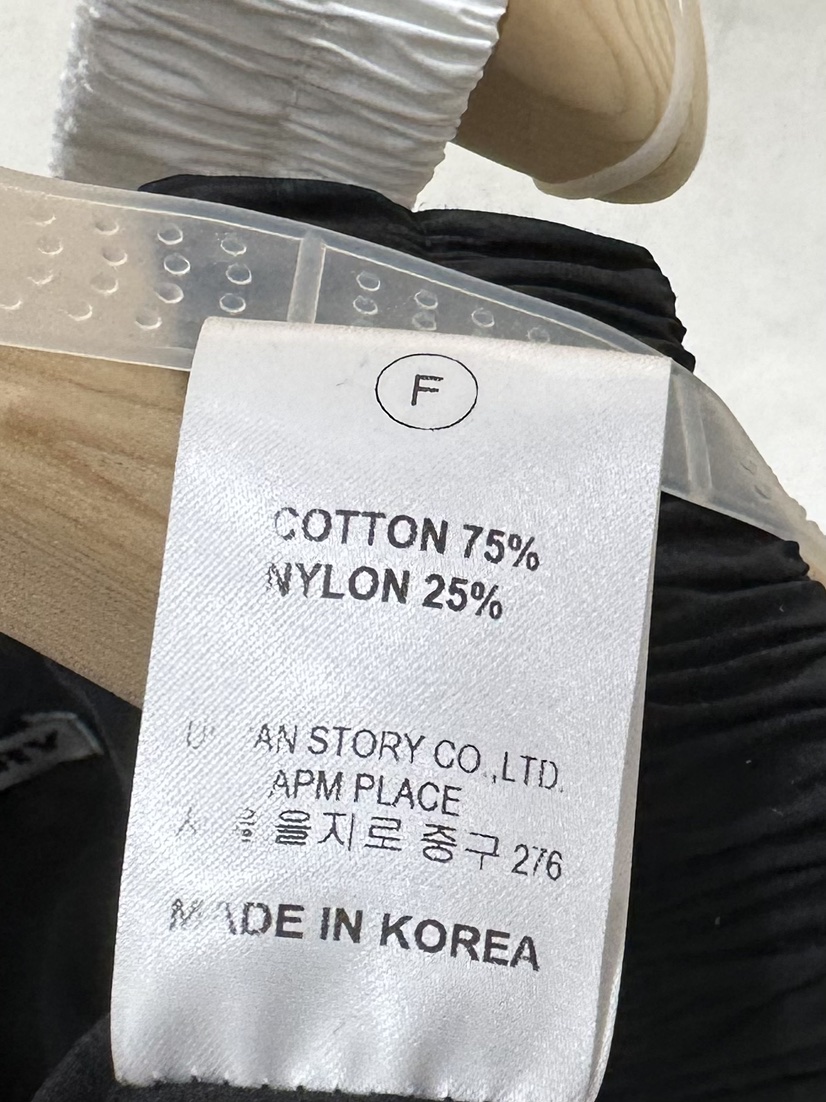 F
COTTON 75%
NYLON 25%
STORY CO.,LTD.
APM PLACE
을지로 중구 276
MADE IN KOREA